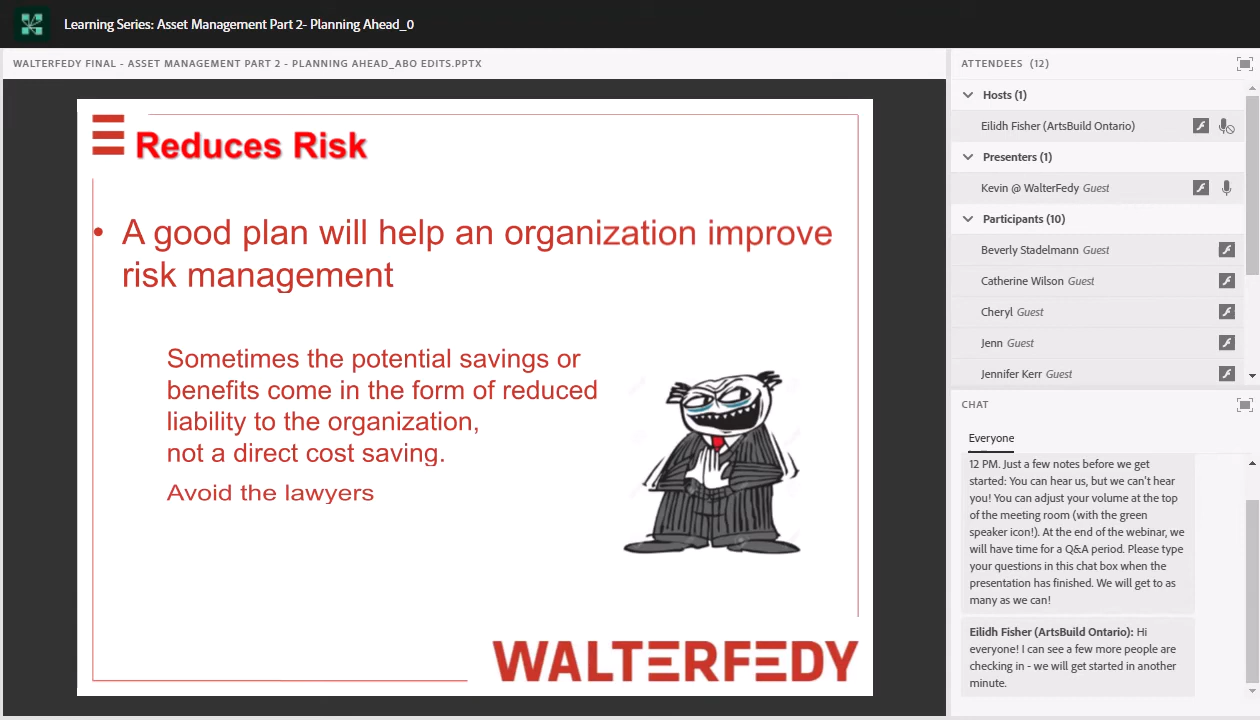 Learning Series: Asset Management Part 2- Planning Ahead_0
WALTERFEDY FINAL - ASSET MANAGEMENT PART 2 - PLANNING AHEAD_ABO EDITS.PPTX
Reduces Risk
• A good plan will help an organization improve
risk management
Sometimes the potential savings or
benefits come in the form of reduced
liability to the organization,
not a direct cost saving.
Avoid the lawyers
WALTERFEDY
ATTENDEES (12)
Hosts (1)
Eilidh Fisher (ArtsBuild Ontario)
Presenters (1)
Kevin @ WalterFedy Guest
Participants (10)
Beverly Stadelmann Guest
Catherine Wilson Guest
Cheryl Guest
Jenn Guest
Jennifer Kerr Guest
CHAT
Everyone
12 PM. Just a few notes before we get
started: You can hear us, but we can't hear
you! You can adjust your volume at the top
of the meeting room (with the green
speaker icon!). At the end of the webinar, we
will have time for a Q&A period. Please type
your questions in this chat box when the
presentation has finished. We will get to as
many as we can!
Eilidh Fisher (ArtsBuild Ontario): Hi
everyone! I can see a few more people are
checking in - we will get started in another
minute.